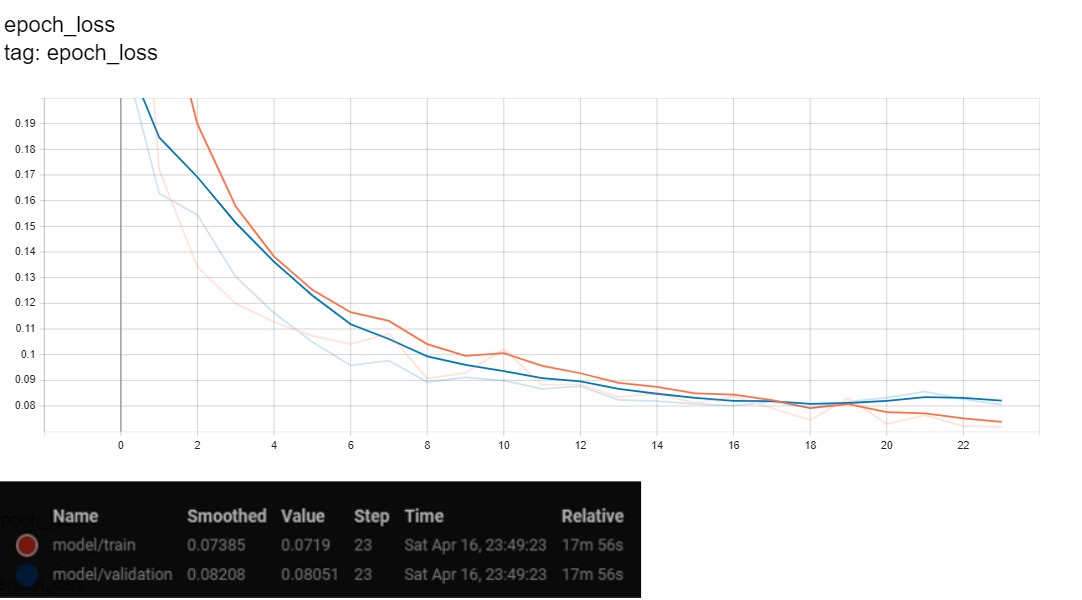 epoch_loss
tag: epoch_loss
0.19
0.18
0.17
0.16
0.15
0.14
0.13
0.12
0.11
0.1
0.09
0.08
0 2 4 6 8 10 12 14 16 18 20 22
Name Smoothed Value Step Time Relative
model/train 0.07385 0.0719 23 Sat Apr 16, 23:49:23 17m 56s
model/validation 0.08208 0.08051 23 Sat Apr 16, 23:49:23 17m 56s